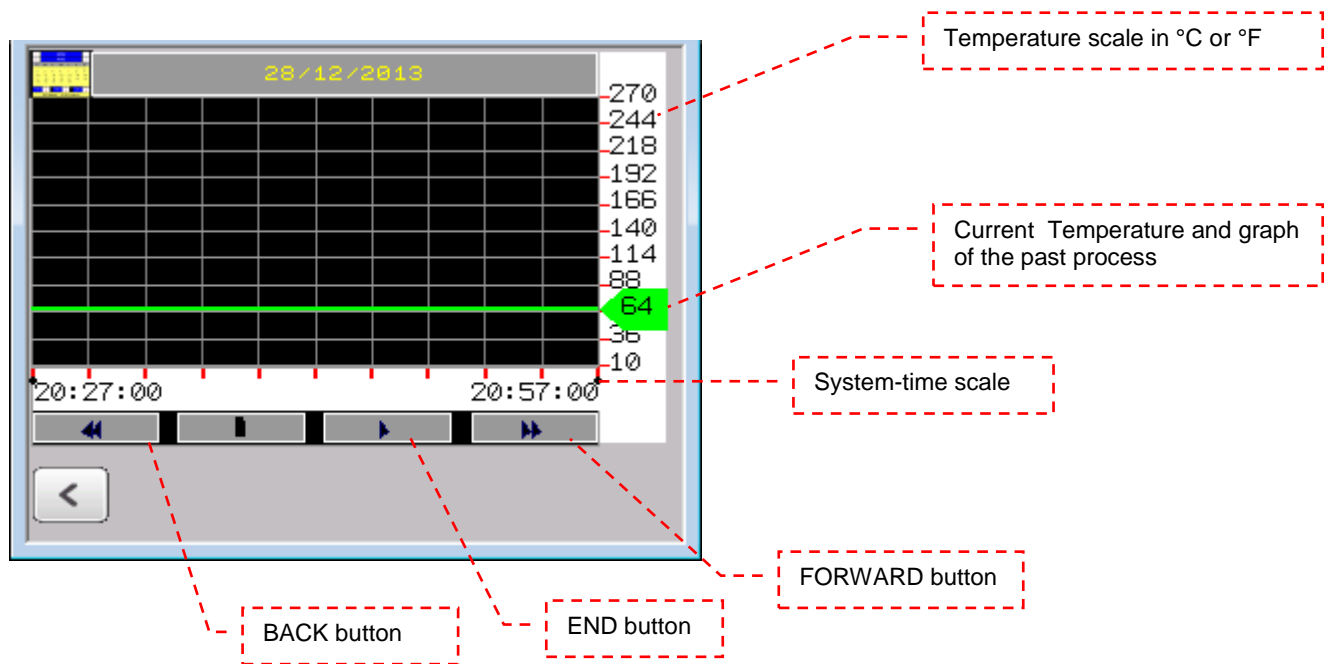 Temperature scale in °C or °F
28/12/2013
270
244
218
192
166
140
114
88
64
36
10
Current Temperature and graph
of the past process
20:27:00 20:57:00
System-time scale
<
FORWARD button
BACK button
END button